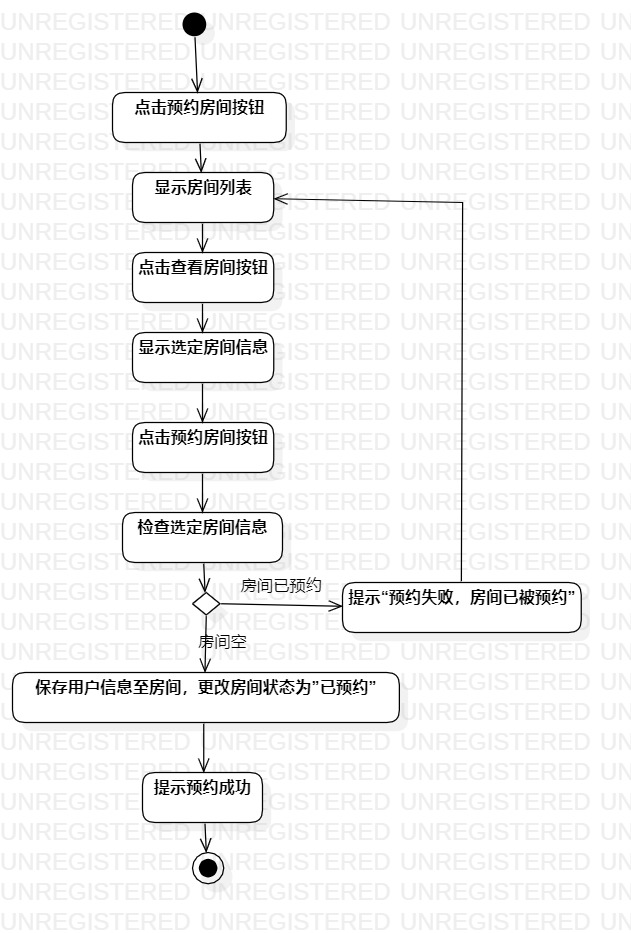 点击预约房间按钮
显示房间列表
点击查看房间按钮
显示选定房间信息
点击预约房间按钮
检查选定房间信息
房间已预约
提示“预约失败，房间已被预约”
房间空
保存用户信息至房间，更改房间状态为”已预约”
提示预约成功